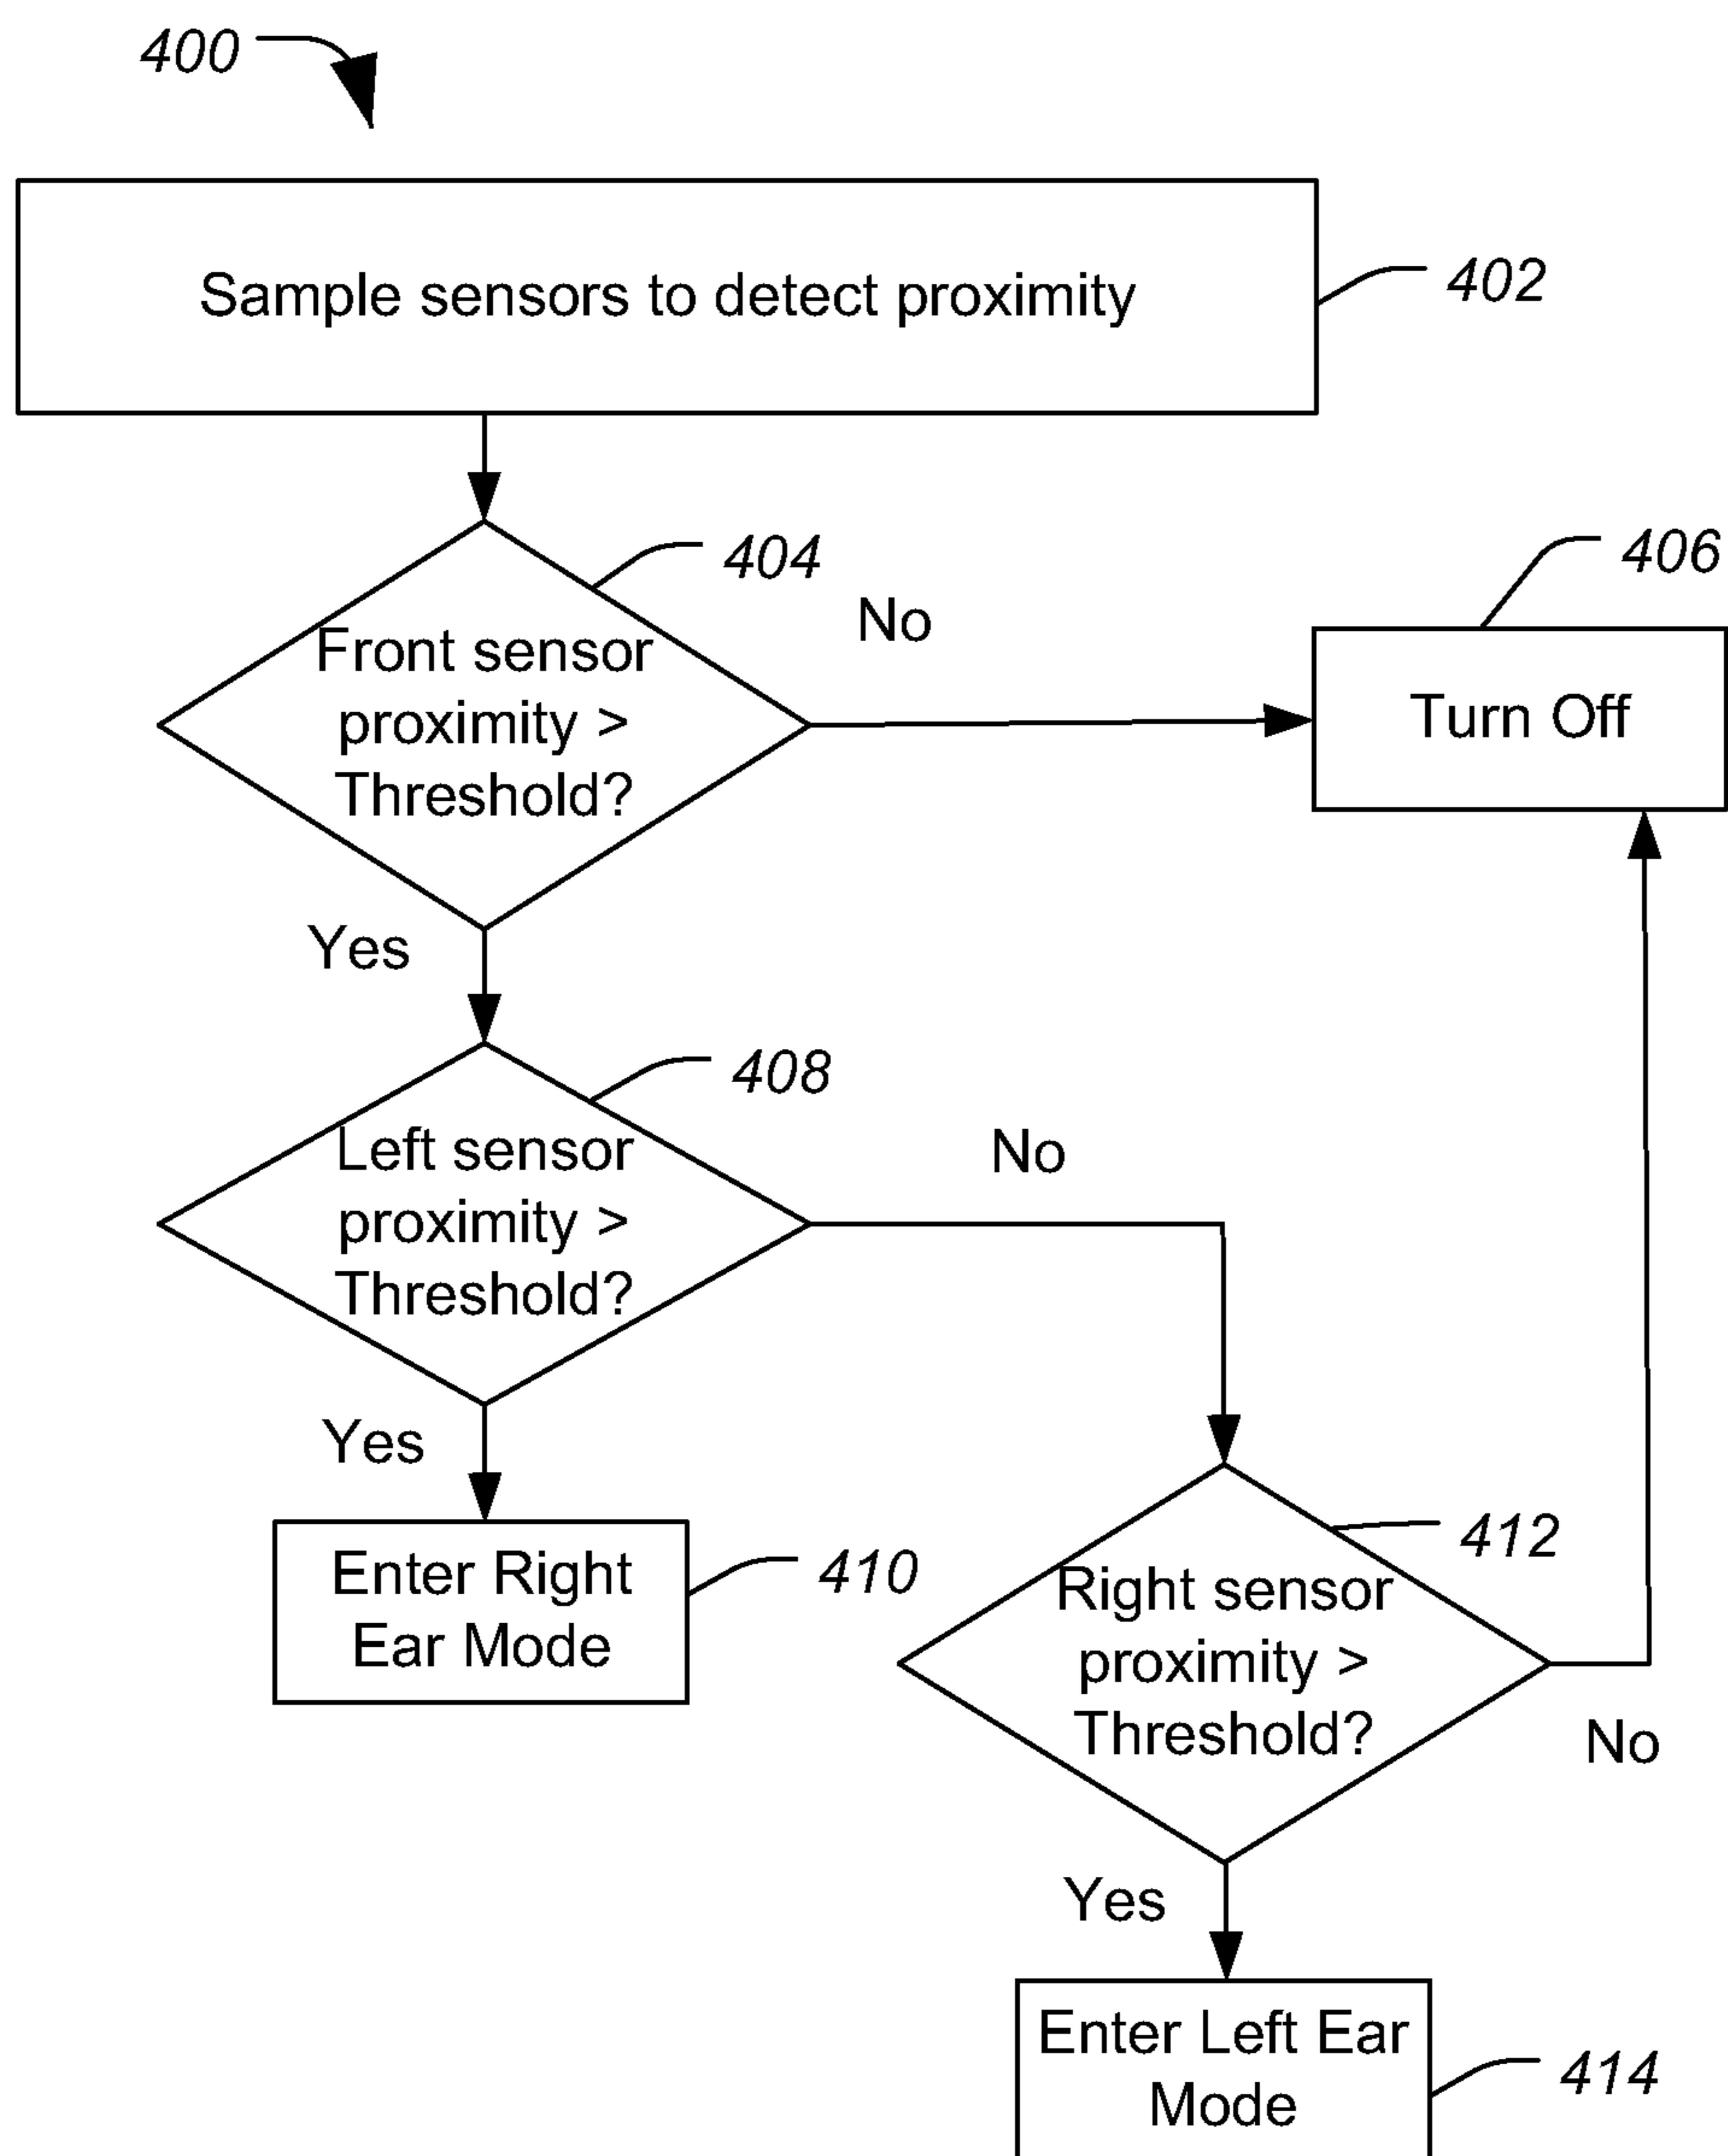 400
Sample sensors to detect proximity
402
404
Front sensor
proximity >
Threshold?
No
406
Turn Off
Yes
408
Left sensor
proximity >
Threshold?
No
Yes
Enter Right
Ear Mode
410
412
Right sensor
proximity >
Threshold?
No
Yes
Enter Left Ear
Mode
414